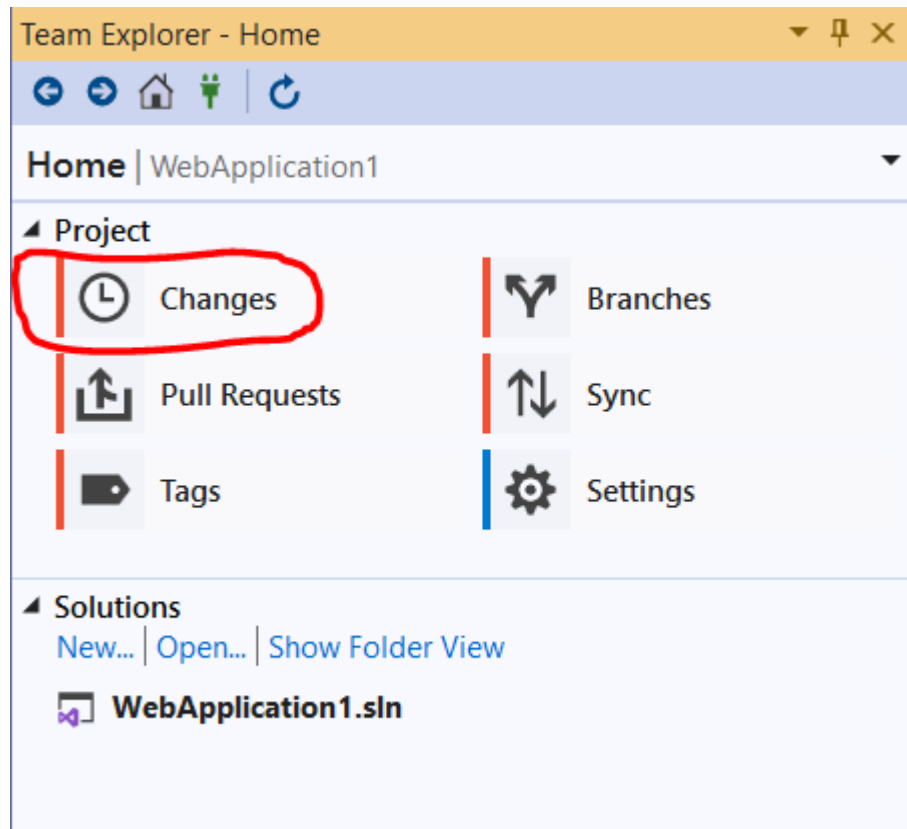 Team Explorer - Home
Home | WebApplication1
Project
Changes
Branches
Pull Requests
Sync
Tags
Settings
Solutions
New... | Open... | Show Folder View
WebApplication1.sln